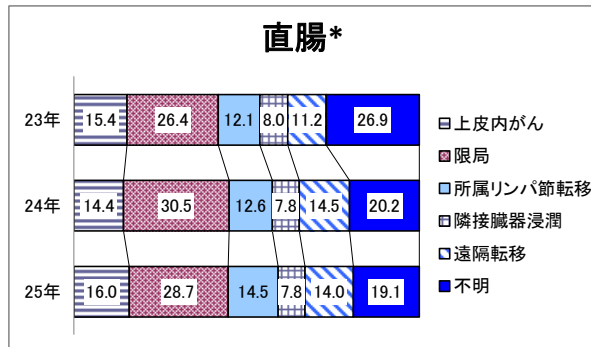 直腸*
23年 15.4 26.4 12.1 8.0 11.2 26.9
24年 14.4 30.5 12.6 7.8 14.5 20.2
25年 16.0 28.7 14.5 7.8 14.0 19.1
上皮内がん
限局
所属リンパ節転移
隣接臓器浸潤
遠隔転移
不明